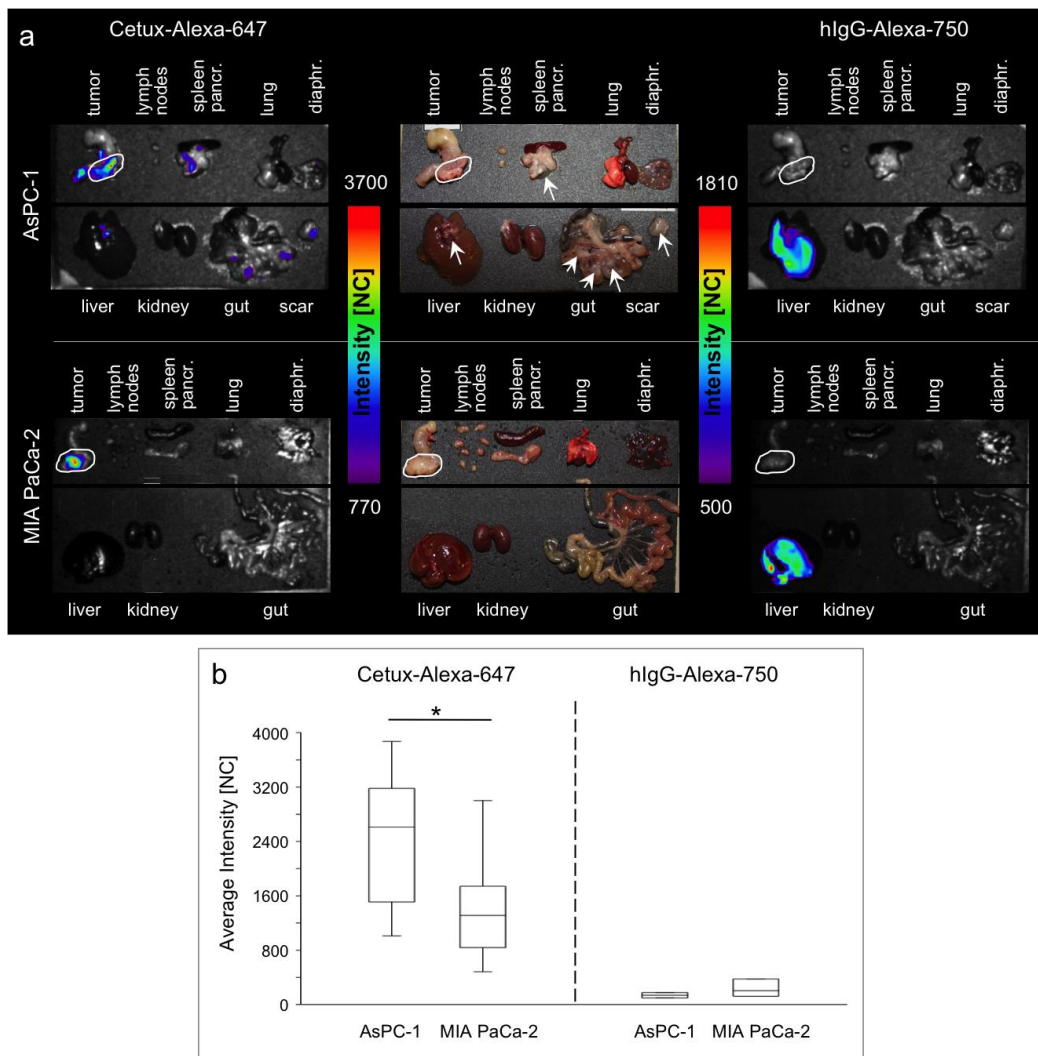 a
Cetux-Alexa-647
hIgG-Alexa-750
tumor
lymph
nodes
spleen
pancr.
lung
diaphr.
tumor
lymph
nodes
spleen
pancr.
lung
diaphr.
tumor
lymph
nodes
spleen
pancr.
lung
diaphr.
AsPC-1
3700
1810
Intensity [NC]
Intensity [NC]
liver kidney gut scar
liver kidney gut scar
liver kidney gut scar
tumor
lymph
nodes
spleen
pancr.
lung
diaphr.
tumor
lymph
nodes
spleen
pancr.
lung
diaphr.
tumor
lymph
nodes
spleen
pancr.
lung
diaphr.
MIA PaCa-2
770
500
liver kidney gut
liver kidney gut
liver kidney gut
b
Cetux-Alexa-647
hIgG-Alexa-750
*
Average Intensity [NC]
4000
3200
2400
1600
800
0
AsPC-1 MIA PaCa-2
AsPC-1 MIA PaCa-2